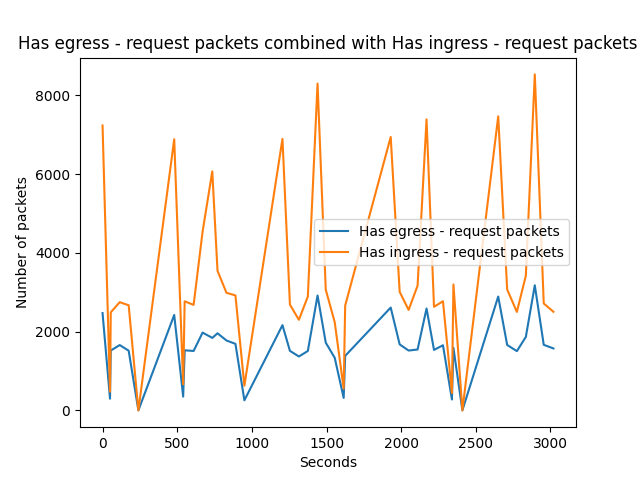 Has egress - request packets combined with Has ingress - request packets
8000
6000
4000
2000
0
Number of packets
Has egress - request packets
Has ingress - request packets
0 500 1000 1500 2000 2500 3000
Seconds